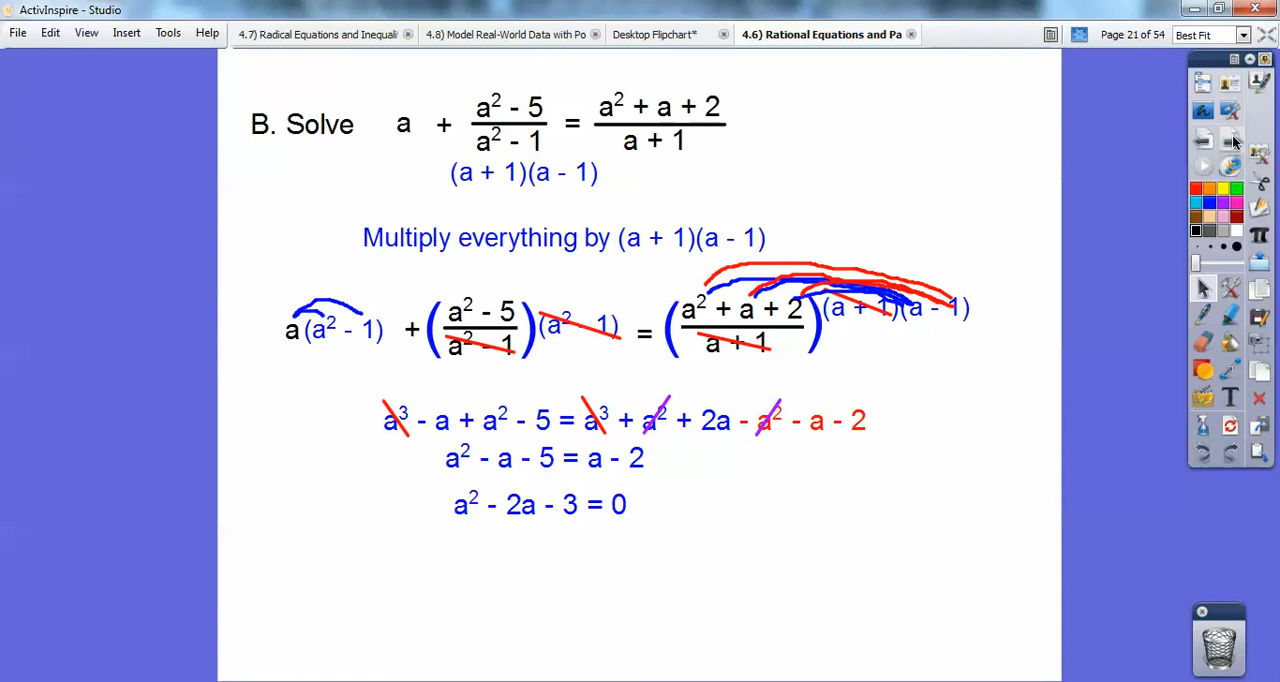 ActivInspire - Studio
File Edit View Insert Tools Help
4.7) Radical Equations and Inequali
4.8) Model Real-World Data with Po
Desktop Flipchart*
4.6) Rational Equations and Pa
Page 21 of 54
Best Fit
B. Solve a + (a² - 5)/(a² - 1) = (a² + a + 2)/(a + 1)
(a + 1)(a - 1)
Multiply everything by (a + 1)(a - 1)
a(a² - 1) + ((a² - 5)/(a² - 1))(a² - 1) = ((a² + a + 2)/(a + 1))(a + 1)(a - 1)
a³ - a + a² - 5 = a³ + a² + 2a - a² - a - 2
a² - a - 5 = a - 2
a² - 2a - 3 = 0